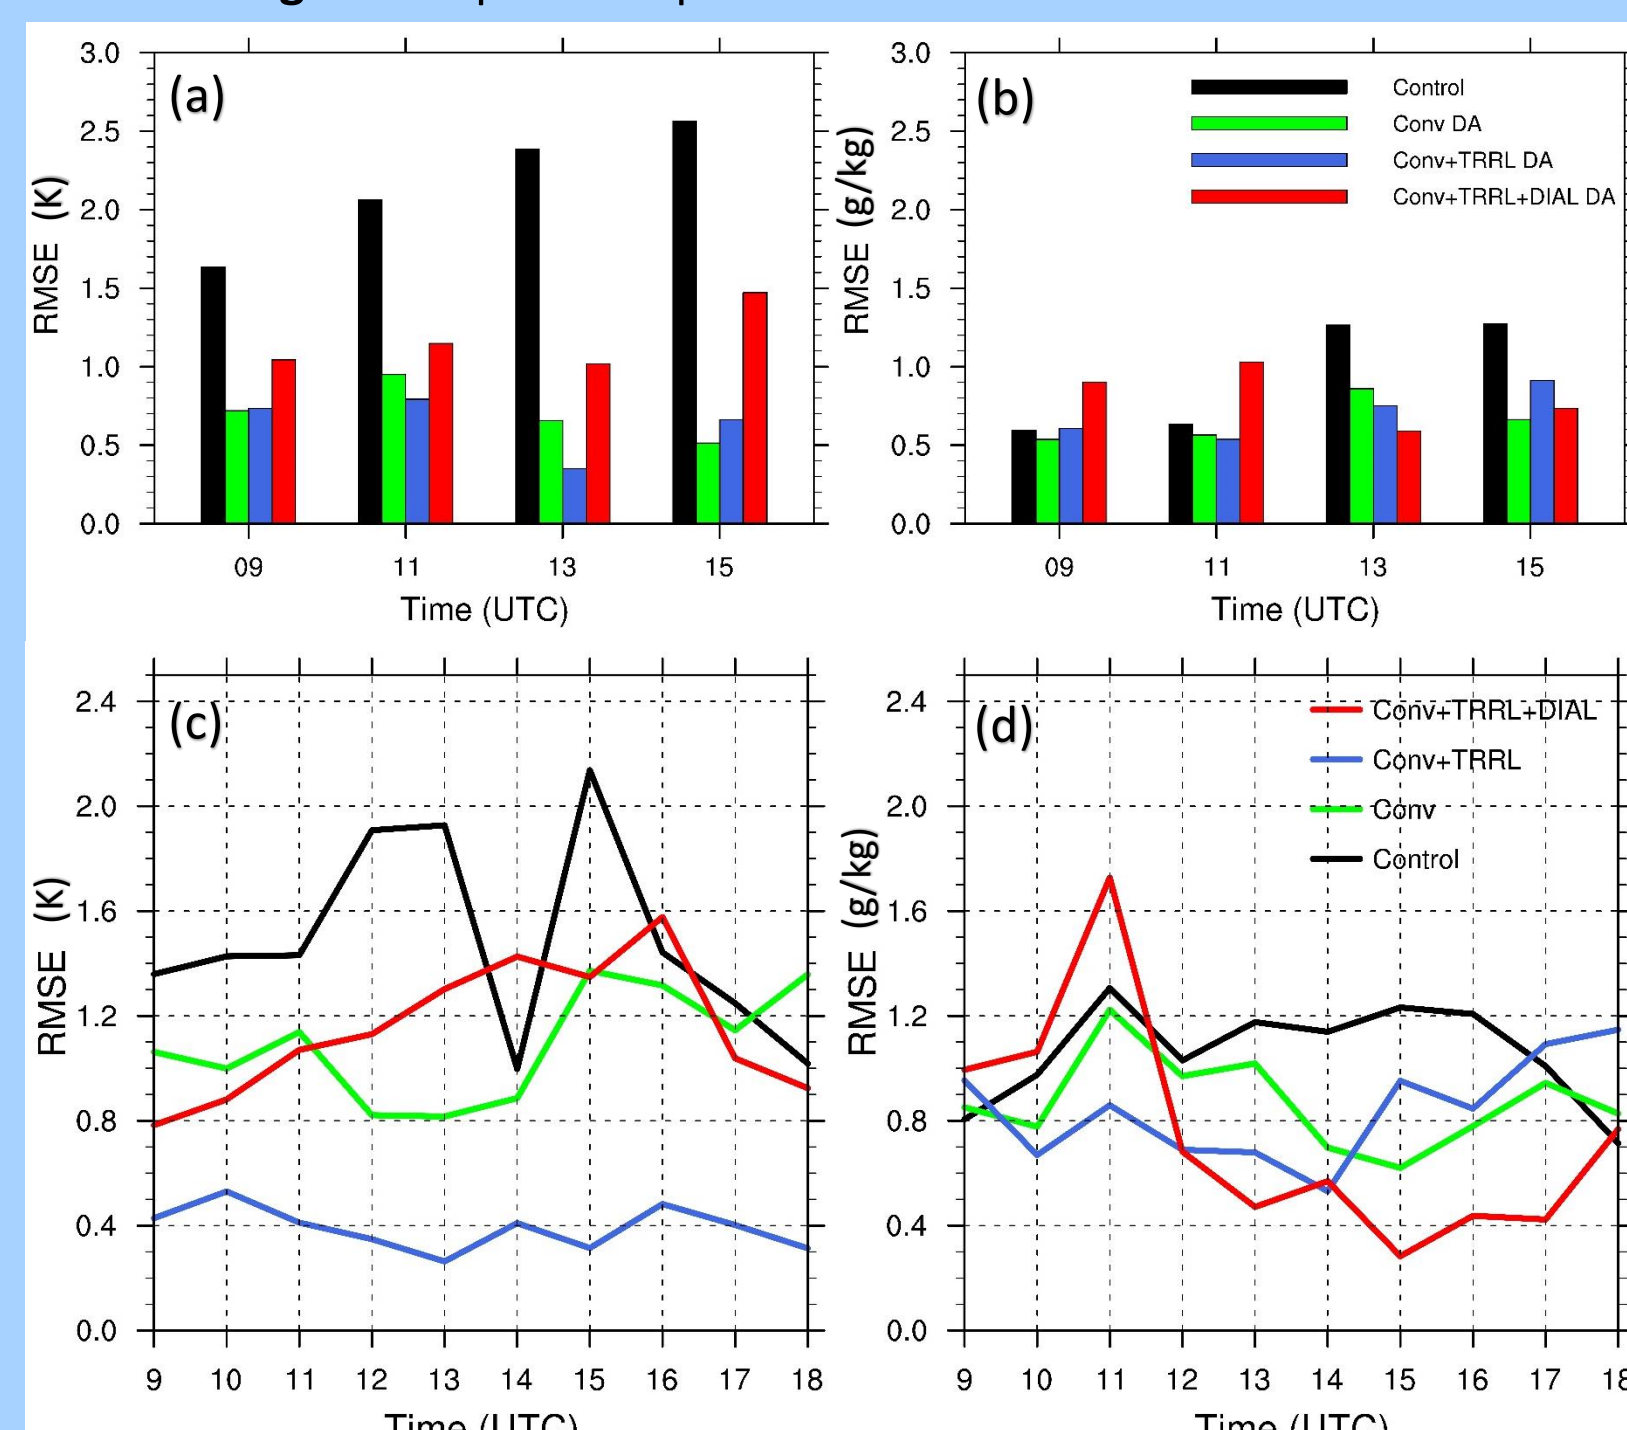 (a)
3.0
2.5
2.0
1.5
1.0
0.5
0.0
RMSE (K)
09 11 13 15
Time (UTC)
(b)
3.0
2.5
2.0
1.5
1.0
0.5
0.0
RMSE (g/kg)
Control
Conv DA
Conv+TRRL DA
Conv+TRRL+DIAL DA
09 11 13 15
Time (UTC)
(c)
2.4
2.0
1.6
1.2
0.8
0.4
0.0
RMSE (K)
9 10 11 12 13 14 15 16 17 18
Time (UTC)
(d)
2.4
2.0
1.6
1.2
0.8
0.4
0.0
RMSE (g/kg)
Conv+TRRL+DIAL
Conv+TRRL
Conv
Control
9 10 11 12 13 14 15 16 17 18
Time (UTC)